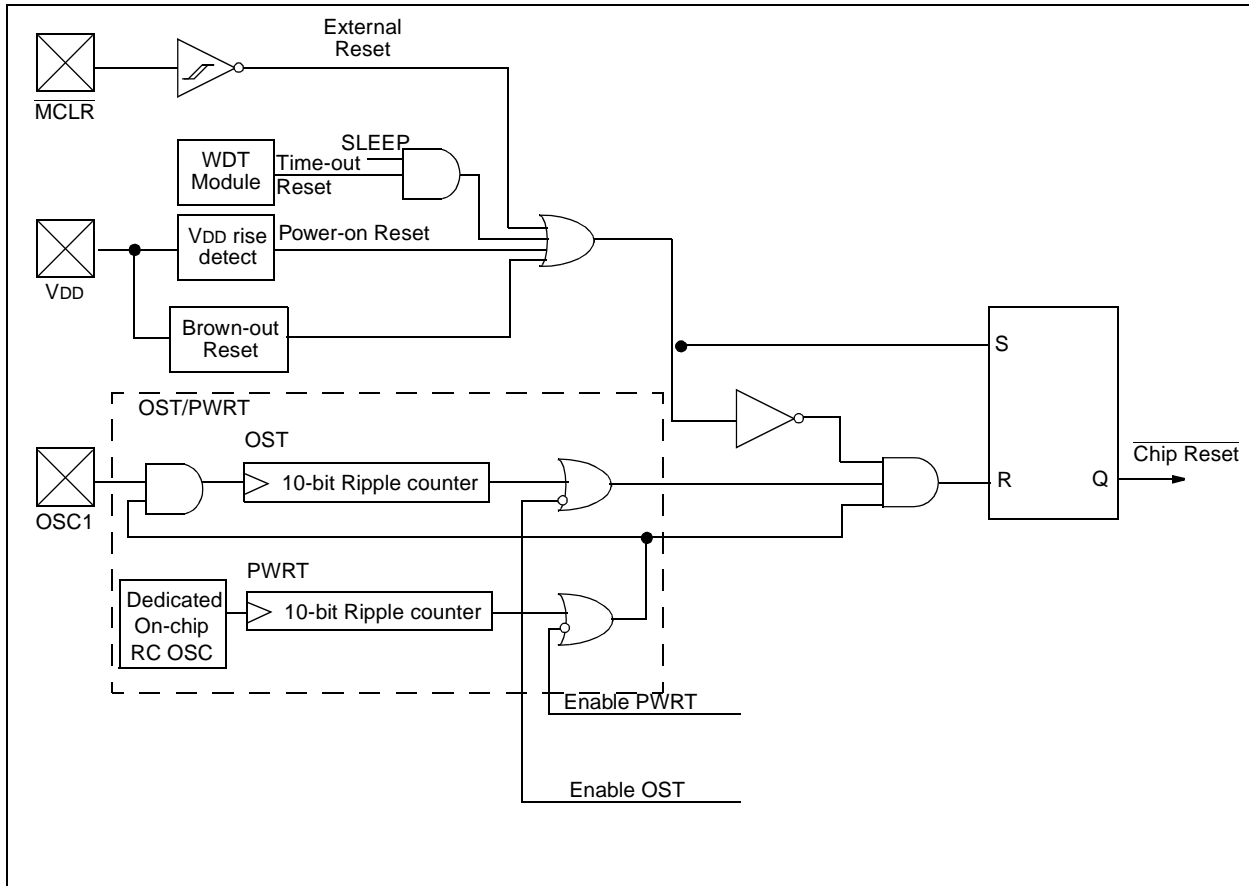 External
Reset
MCLR
SLEEP
WDT
Module
Time-out
Reset
VDD
VDD rise
detect
Power-on Reset
Brown-out
Reset
S
R
Q
Chip Reset
OST/PWRT
OST
10-bit Ripple counter
OSC1
PWRT
10-bit Ripple counter
Dedicated
On-chip
RC OSC
Enable PWRT
Enable OST